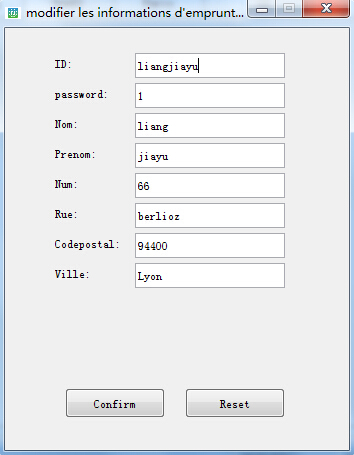 modifier les informations d'emprunt...
ID: liangjiayu
password: 1
Nom: liang
Prenom: jiayu
Num: 66
Rue: berlioz
Codepostal: 94400
Ville: Lyon
Confirm Reset